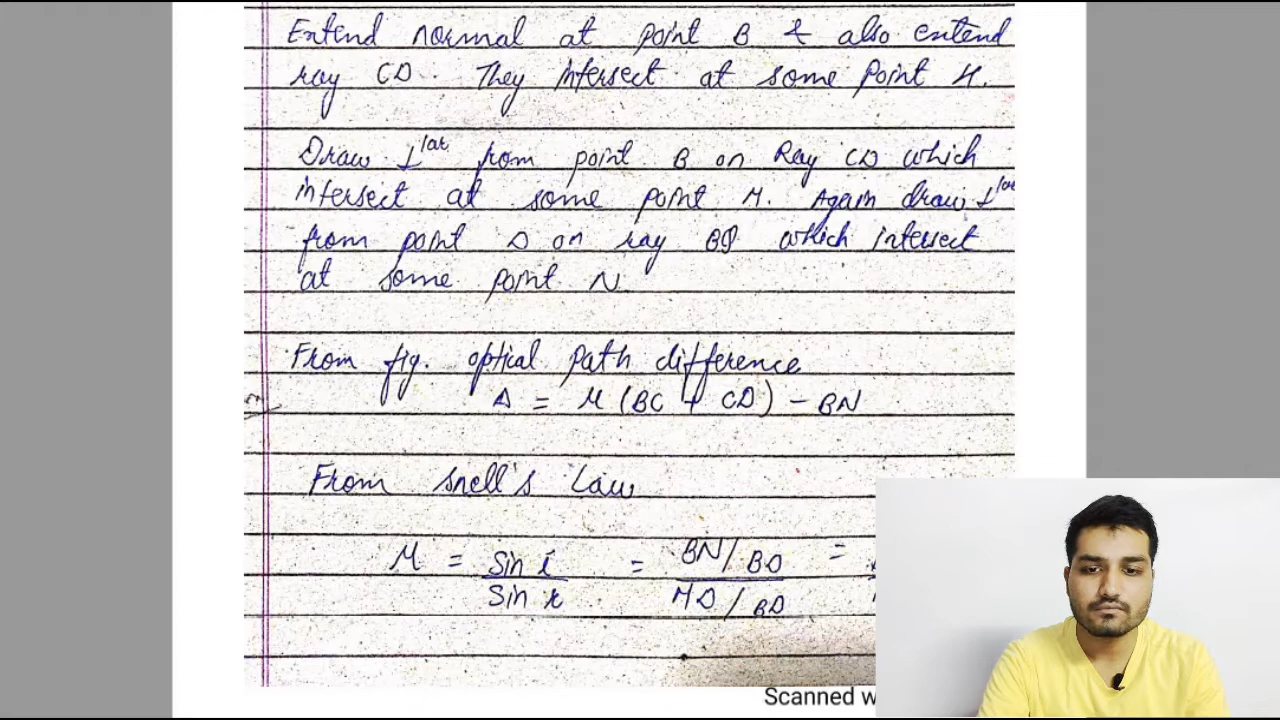 Extend normal at point B & also extend
ray CD. They intersect at some point H.
Draw ⊥lar from point B on Ray CD which
intersect at some point M. Again draw ⊥lar
from point D on ray BP which intersect
at some point N.
From fig. optical path difference
Δ = μ (BC + CD) - BN
From snell's Law
μ = Sin i / Sin r = BN/BD / MD/BD =
Scanned w